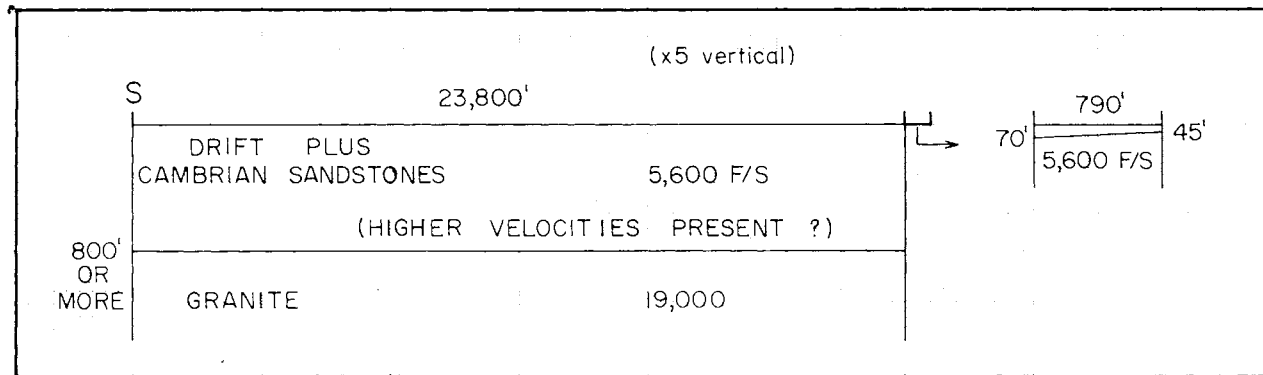 (x5 vertical)
S
23,800'
790'
70'
45'
5,600 F/S
DRIFT PLUS
CAMBRIAN SANDSTONES
5,600 F/S
(HIGHER VELOCITIES PRESENT ?)
800'
OR
MORE
GRANITE
19,000